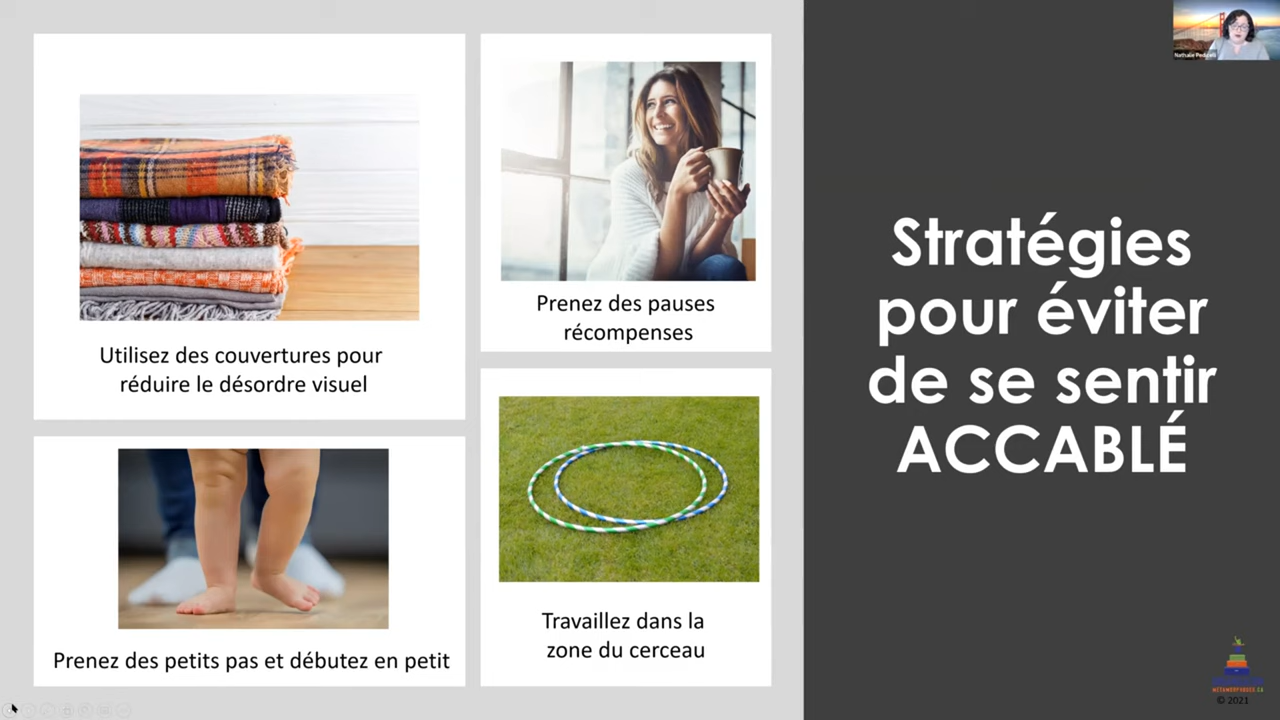 Utilisez des couvertures pour
réduire le désordre visuel
Prenez des pauses
récompenses
Prenez des petits pas et débutez en petit
Travaillez dans la
zone du cerceau
Stratégies
pour éviter
de se sentir
ACCABLÉ
© 2021